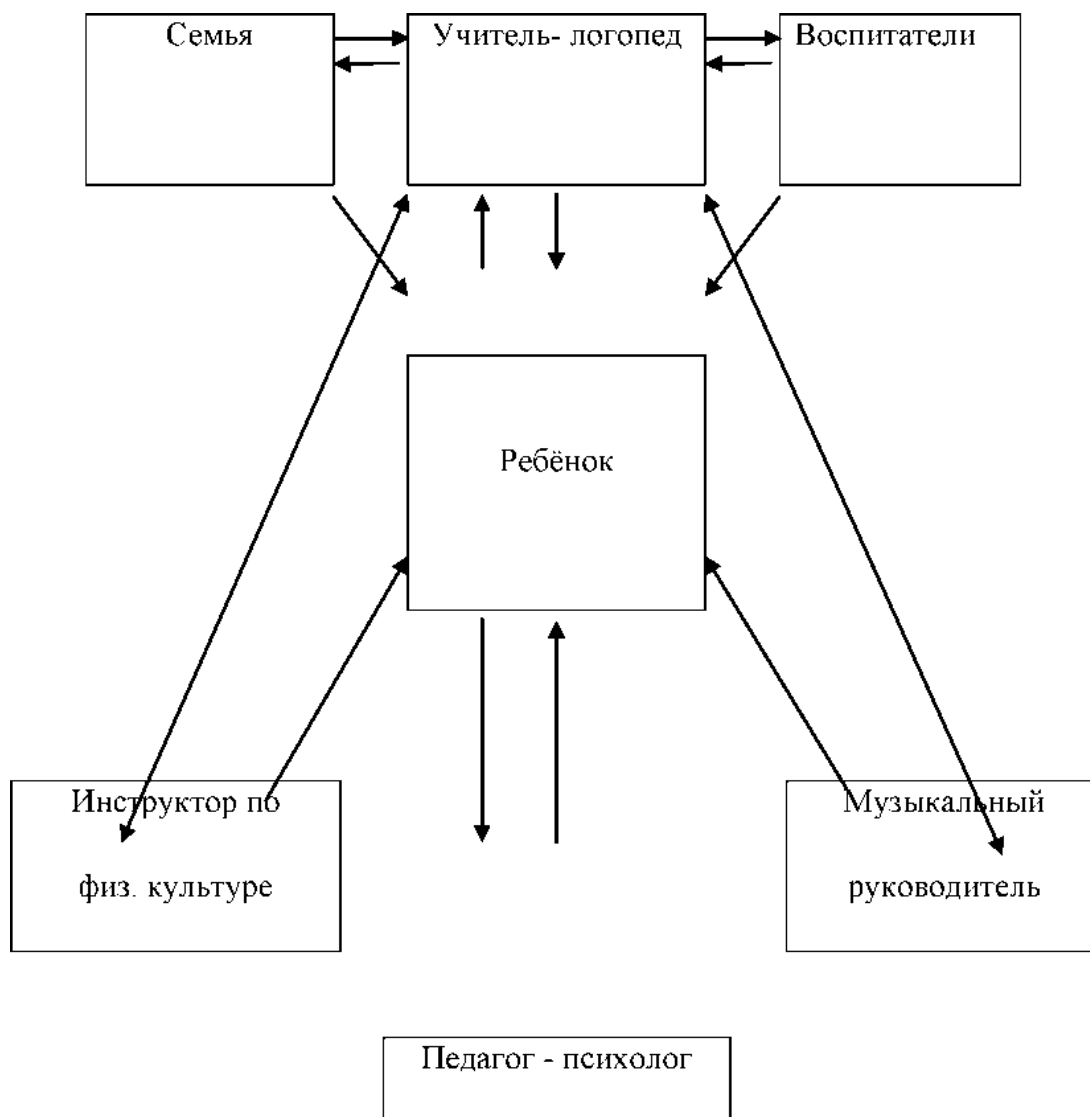 Семья
Учитель- логопед
Воспитатели
Ребёнок
Инструктор по
физ. культуре
Музыкальный
руководитель
Педагог - психолог